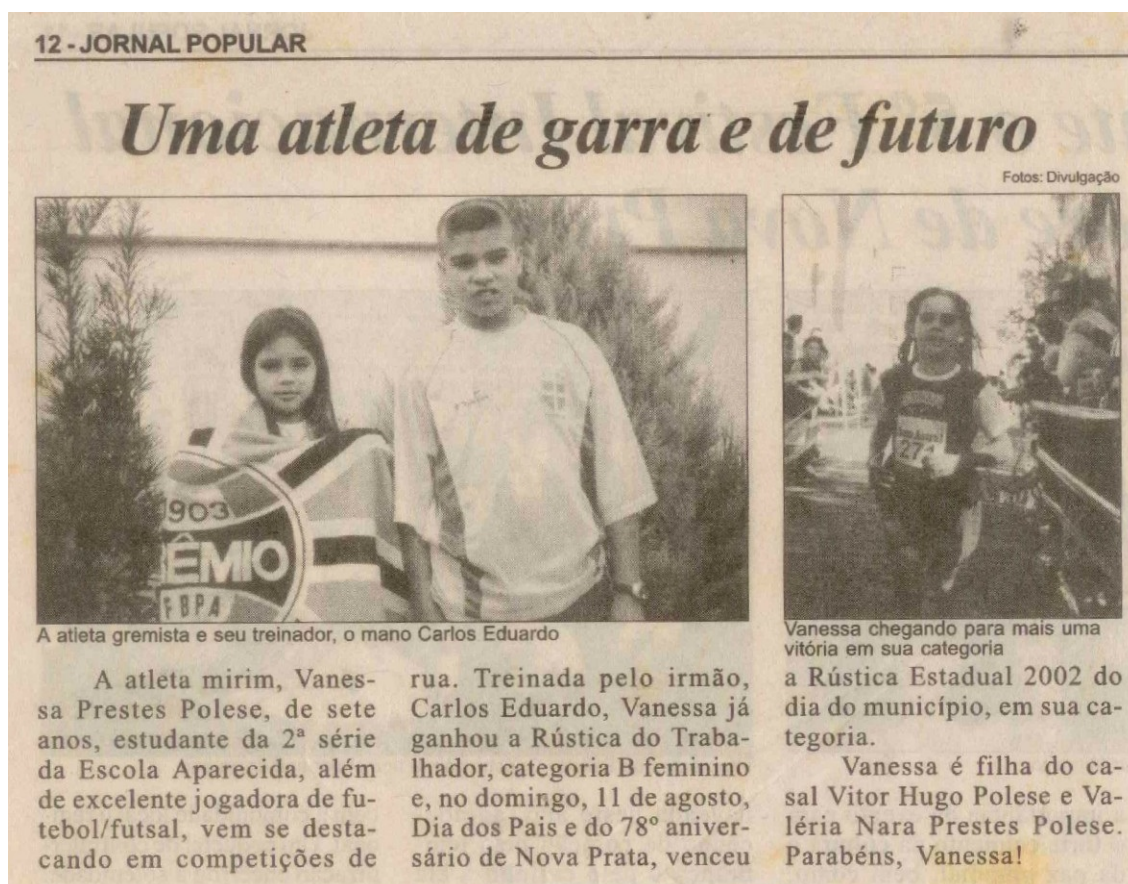 12 - JORNAL POPULAR
Uma atleta de garra e de futuro
Fotos: Divulgação
1903
ÊMIO
FBPA
274
A atleta gremista e seu treinador, o mano Carlos Eduardo
Vanessa chegando para mais uma
vitória em sua categoria
A atleta mirim, Vanes-
sa Prestes Polese, de sete
anos, estudante da 2ª série
da Escola Aparecida, além
de excelente jogadora de fu-
tebol/futsal, vem se desta-
cando em competições de
rua. Treinada pelo irmão,
Carlos Eduardo, Vanessa já
ganhou a Rústica do Traba-
lhador, categoria B feminino
e, no domingo, 11 de agosto,
Dia dos Pais e do 78º aniver-
sário de Nova Prata, venceu
a Rústica Estadual 2002 do
dia do município, em sua ca-
tegoria.
Vanessa é filha do ca-
sal Vitor Hugo Polese e Va-
léria Nara Prestes Polese.
Parabéns, Vanessa!